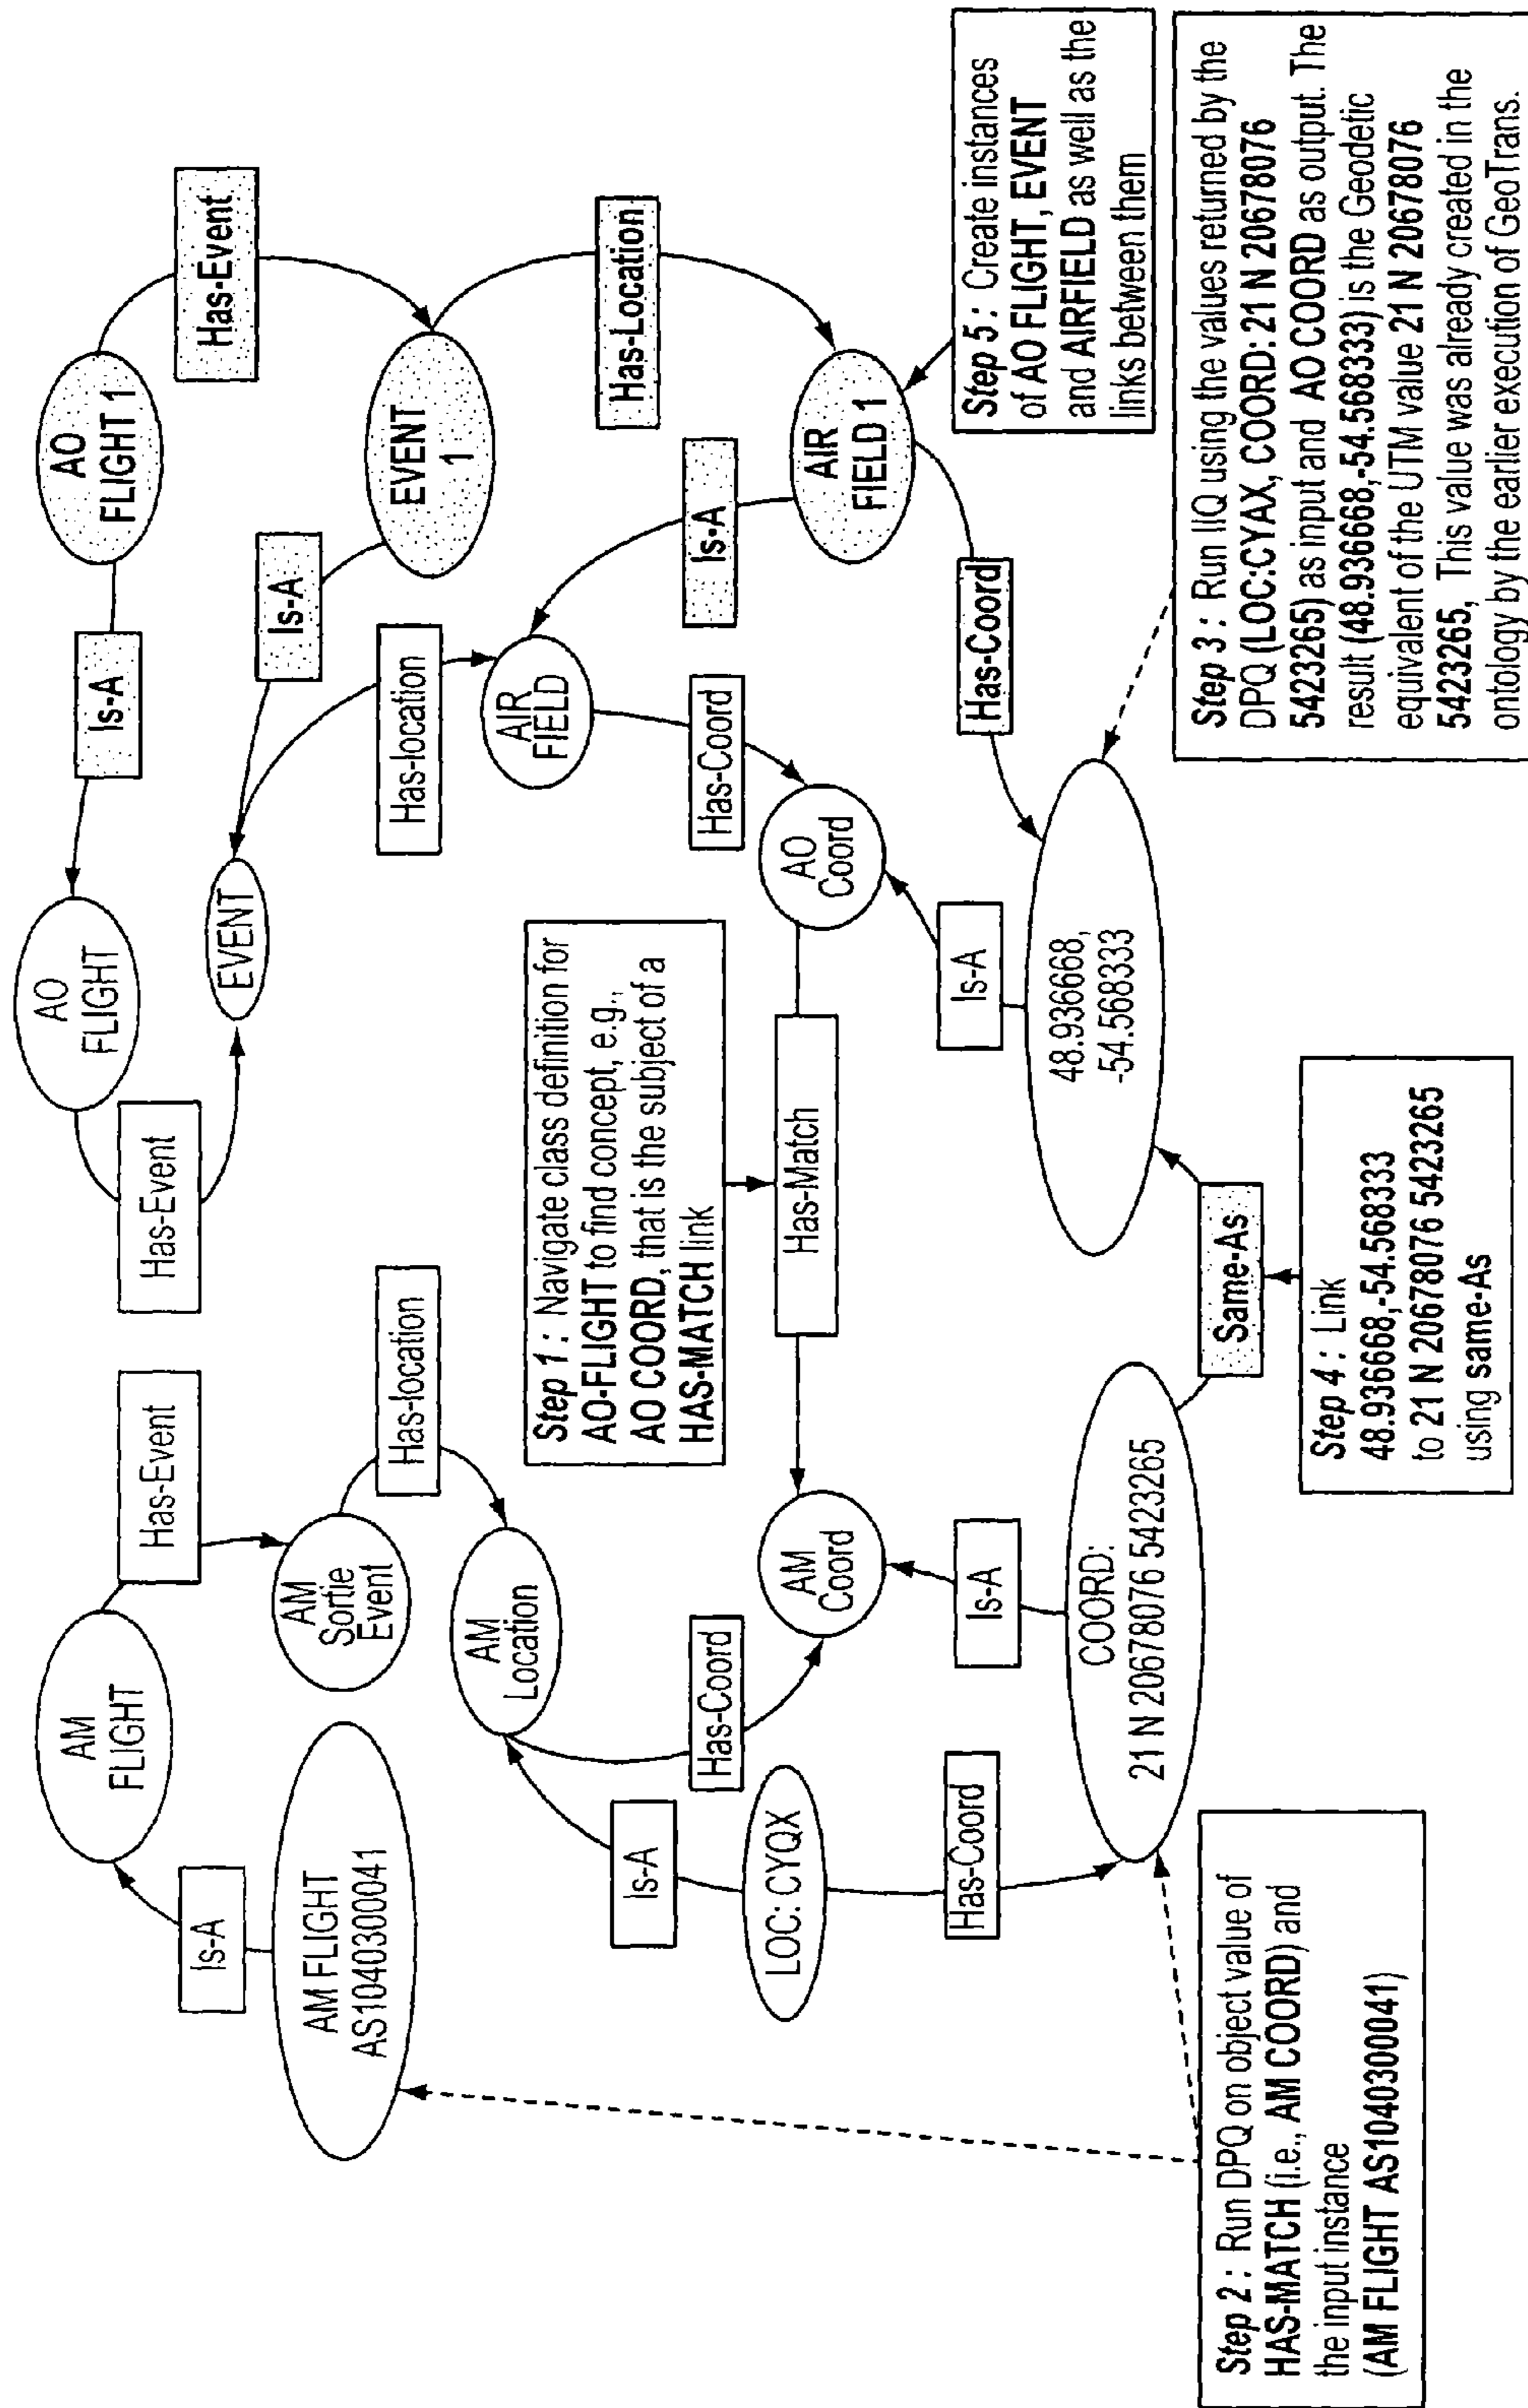 AM
FLIGHT
Has-Event
Is-A
AM FLIGHT
AS1040300041
AM
Sortie
Event
Has-location
AM
Location
Is-A
LOC: CYQX
Has-Coord
Has-Coord
AM
Coord
Is-A
COORD:
21 N 20678076 5423265
AO
FLIGHT
Has-Event
Is-A
AO
FLIGHT 1
Has-Event
EVENT
Is-A
EVENT
1
Has-location
Has-Location
AIR
FIELD
Is-A
AIR
FIELD 1
Has-Coord
Has-Coord
AO
Coord
Has-Match
Is-A
48.936668,
-54.568333
Same-As
Step 1 : Navigate class definition for
AO-FLIGHT to find concept, e.g.,
AO COORD, that is the subject of a
HAS-MATCH link
Step 2 : Run DPQ on object value of
HAS-MATCH (i.e., AM COORD) and
the input instance
(AM FLIGHT AS1040300041)
Step 3 : Run IIQ using the values returned by the
DPQ (LOC:CYAX, COORD: 21 N 20678076
5423265) as input and AO COORD as output. The
result (48.936668,-54.568333) is the Geodetic
equivalent of the UTM value 21 N 20678076
5423265, This value was already created in the
ontology by the earlier execution of GeoTrans.
Step 4 : Link
48.936668,-54.568333
to 21 N 20678076 5423265
using same-As
Step 5 : Create instances
of AO FLIGHT, EVENT
and AIRFIELD as well as the
links between them